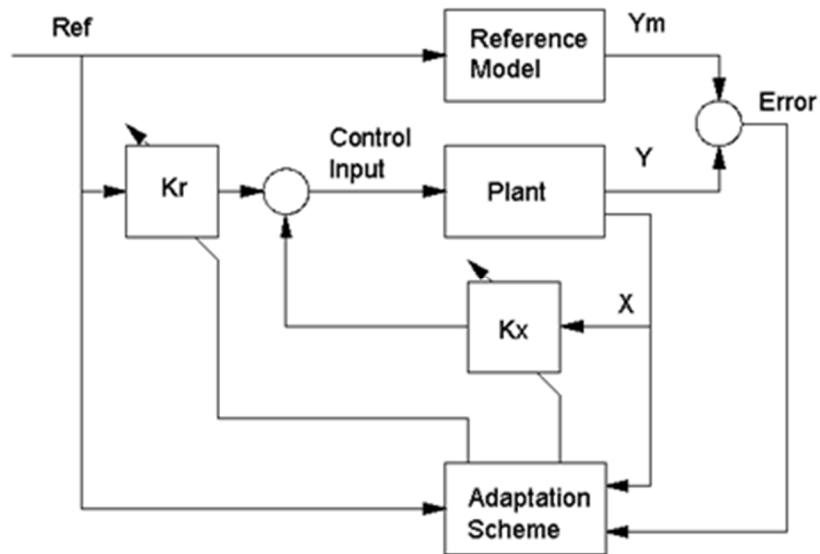 Ref
Reference
Model
Ym
Error
Kr
Control
Input
Plant
Y
Kx
X
Adaptation
Scheme